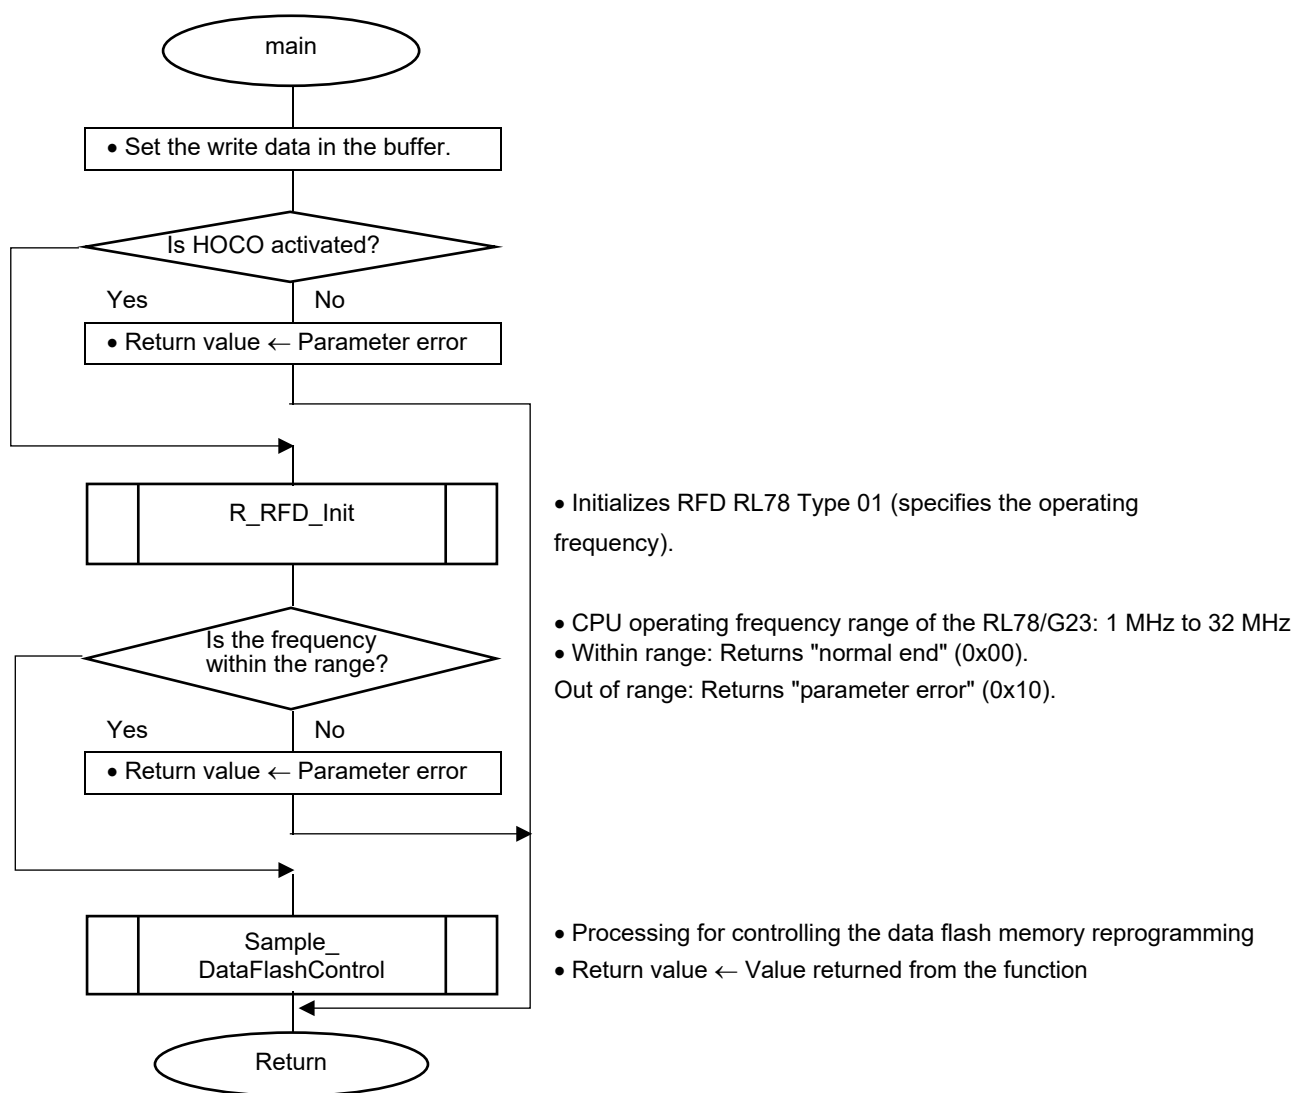 main
• Set the write data in the buffer.
Is HOCO activated?
Yes
No
• Return value ← Parameter error
R_RFD_Init
• Initializes RFD RL78 Type 01 (specifies the operating
frequency).
Is the frequency
within the range?
• CPU operating frequency range of the RL78/G23: 1 MHz to 32 MHz
• Within range: Returns "normal end" (0x00).
Out of range: Returns "parameter error" (0x10).
Yes
No
• Return value ← Parameter error
Sample_
DataFlashControl
• Processing for controlling the data flash memory reprogramming
• Return value ← Value returned from the function
Return